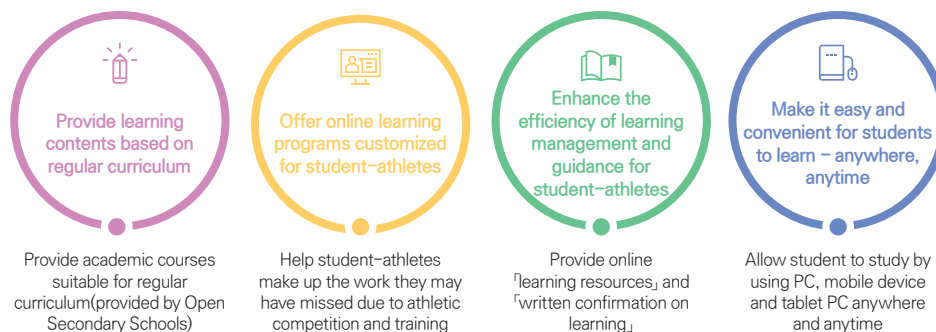 Provide learning
contents based on
regular curriculum
Provide academic courses
suitable for regular
curriculum(provided by Open
Secondary Schools)
Offer online learning
programs customized
for student-athletes
Help student-athletes
make up the work they may
have missed due to athletic
competition and training
Enhance the
efficiency of learning
management and
guidance for
student-athletes
Provide online
「learning resources」 and
「written confirmation on
learning」
Make it easy and
convenient for students
to learn - anywhere,
anytime
Allow student to study by
using PC, mobile device
and tablet PC anywhere
and anytime